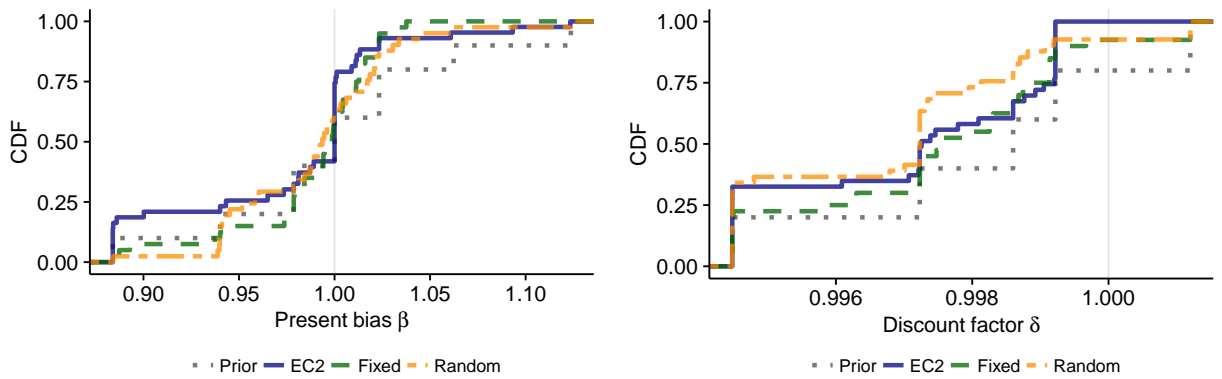 CDF
1.00
0.75
0.50
0.25
0.00
0.90 0.95 1.00 1.05 1.10
Present bias β
Prior EC2 Fixed Random
CDF
1.00
0.75
0.50
0.25
0.00
0.996 0.998 1.000
Discount factor δ
Prior EC2 Fixed Random